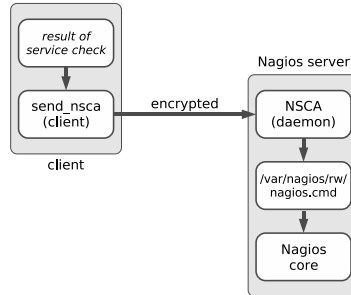 result of
service check
send_nsca
(client)
client
encrypted
Nagios server
NSCA
(daemon)
/var/nagios/rw/
nagios.cmd
Nagios
core